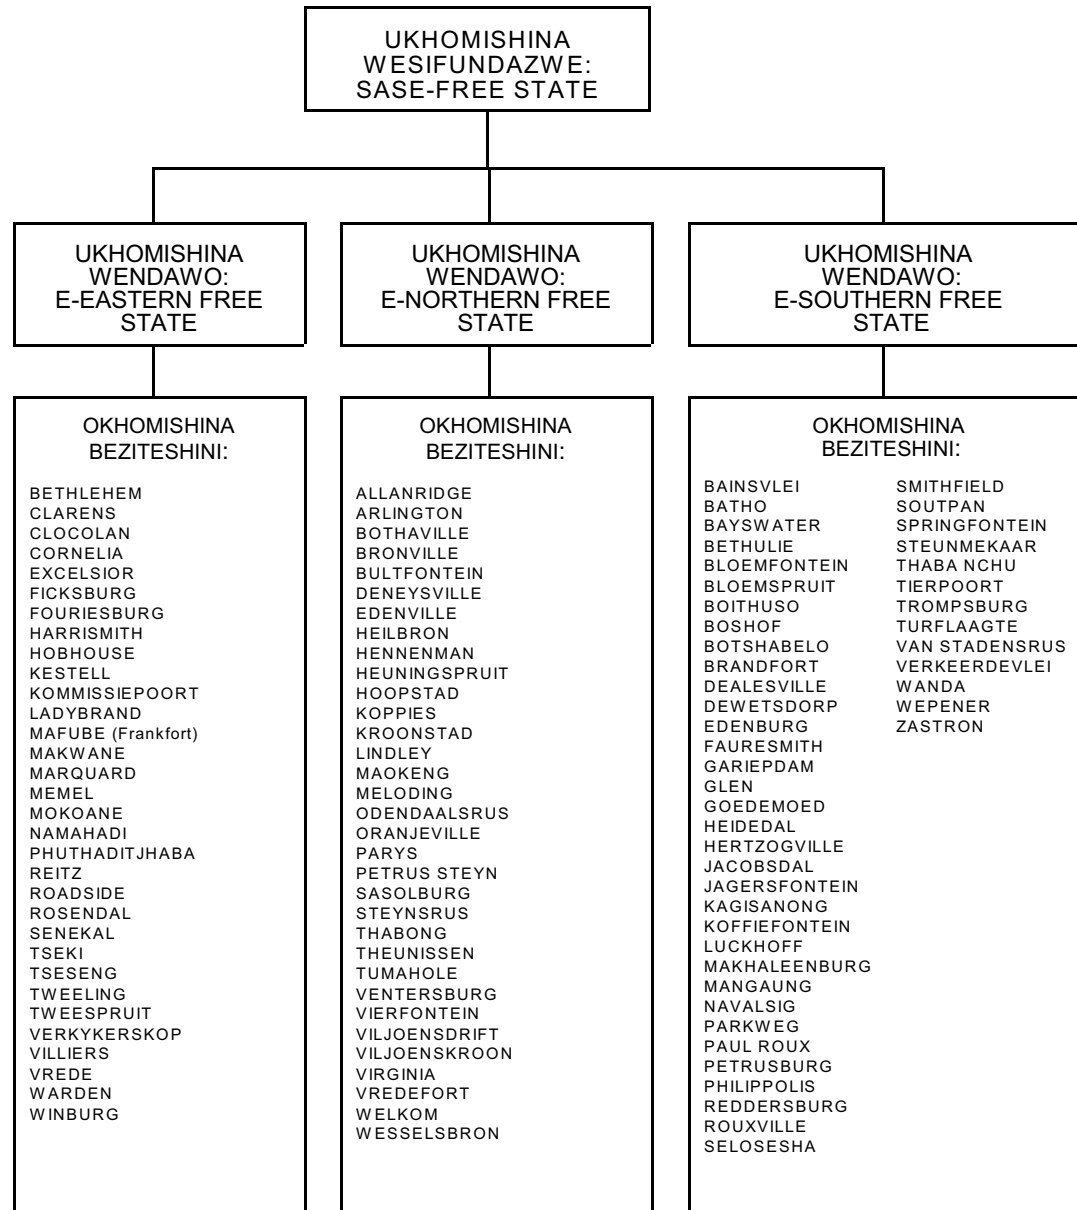 UKHOMISHINA
WESIFUNDAZWE:
SASE-FREE STATE
UKHOMISHINA
WENDAWO:
E-EASTERN FREE
STATE
UKHOMISHINA
WENDAWO:
E-NORTHERN FREE
STATE
UKHOMISHINA
WENDAWO:
E-SOUTHERN FREE
STATE
OKHOMISHINA
BEZITESHINI:
BETHLEHEM
CLARENS
CLOCOLAN
CORNELIA
EXCELSIOR
FICKSBURG
FOURIESBURG
HARRISMITH
HOBHOUSE
KESTELL
KOMMISSIEPOORT
LADYBRAND
MAFUBE (Frankfort)
MAKWANE
MARQUARD
MEMEL
MOKOANE
NAMAHADI
PHUTHADITJHABA
REITZ
ROADSIDE
ROSENDAL
SENEKAL
TSEKI
TSESENG
TWEELING
TWEESPRUIT
VERKYKERSKOP
VILLIERS
VREDE
WARDEN
WINBURG
OKHOMISHINA
BEZITESHINI:
ALLANRIDGE
ARLINGTON
BOTHAVILLE
BRONVILLE
BULTFONTEIN
DENEYSVILLE
EDENVILLE
HEILBRON
HENNENMAN
HEUNINGSPRUIT
HOOPSTAD
KOPPIES
KROONSTAD
LINDLEY
MAOKENG
MELODING
ODENDAALSRUS
ORANJEVILLE
PARYS
PETRUS STEYN
SASOLBURG
STEYNSRUS
THABONG
THEUNISSEN
TUMAHOLE
VENTERSBURG
VIERFONTEIN
VILJOENSDRIFT
VILJOENSKROON
VIRGINIA
VREDEFORT
WELKOM
WESSELSBRON
OKHOMISHINA
BEZITESHINI:
BAINSVLEI
BATHO
BAYSWATER
BETHULIE
BLOEMFONTEIN
BLOEMSPRUIT
BOITHUSO
BOSHOF
BOTSHABELO
BRANDFORT
DEALESVILLE
DEWETSDORP
EDENBURG
FAURESMITH
GARIEPDAM
GLEN
GOEDEMOED
HEIDEDAL
HERTZOGVILLE
JACOBSDAL
JAGERSFONTEIN
KAGISANONG
KOFFIEFONTEIN
LUCKHOFF
MAKHALEENBURG
MANGAUNG
NAVALSIG
PARKWEG
PAUL ROUX
PETRUSBURG
PHILIPPOLIS
REDDERSBURG
ROUXVILLE
SELOSESHA
SMITHFIELD
SOUTPAN
SPRINGFONTEIN
STEUNMEKAAR
THABA NCHU
TIERPOORT
TROMPSBURG
TURFLAAGTE
VAN STADENSRUS
VERKEERDEVLEI
WANDA
WEPENER
ZASTRON